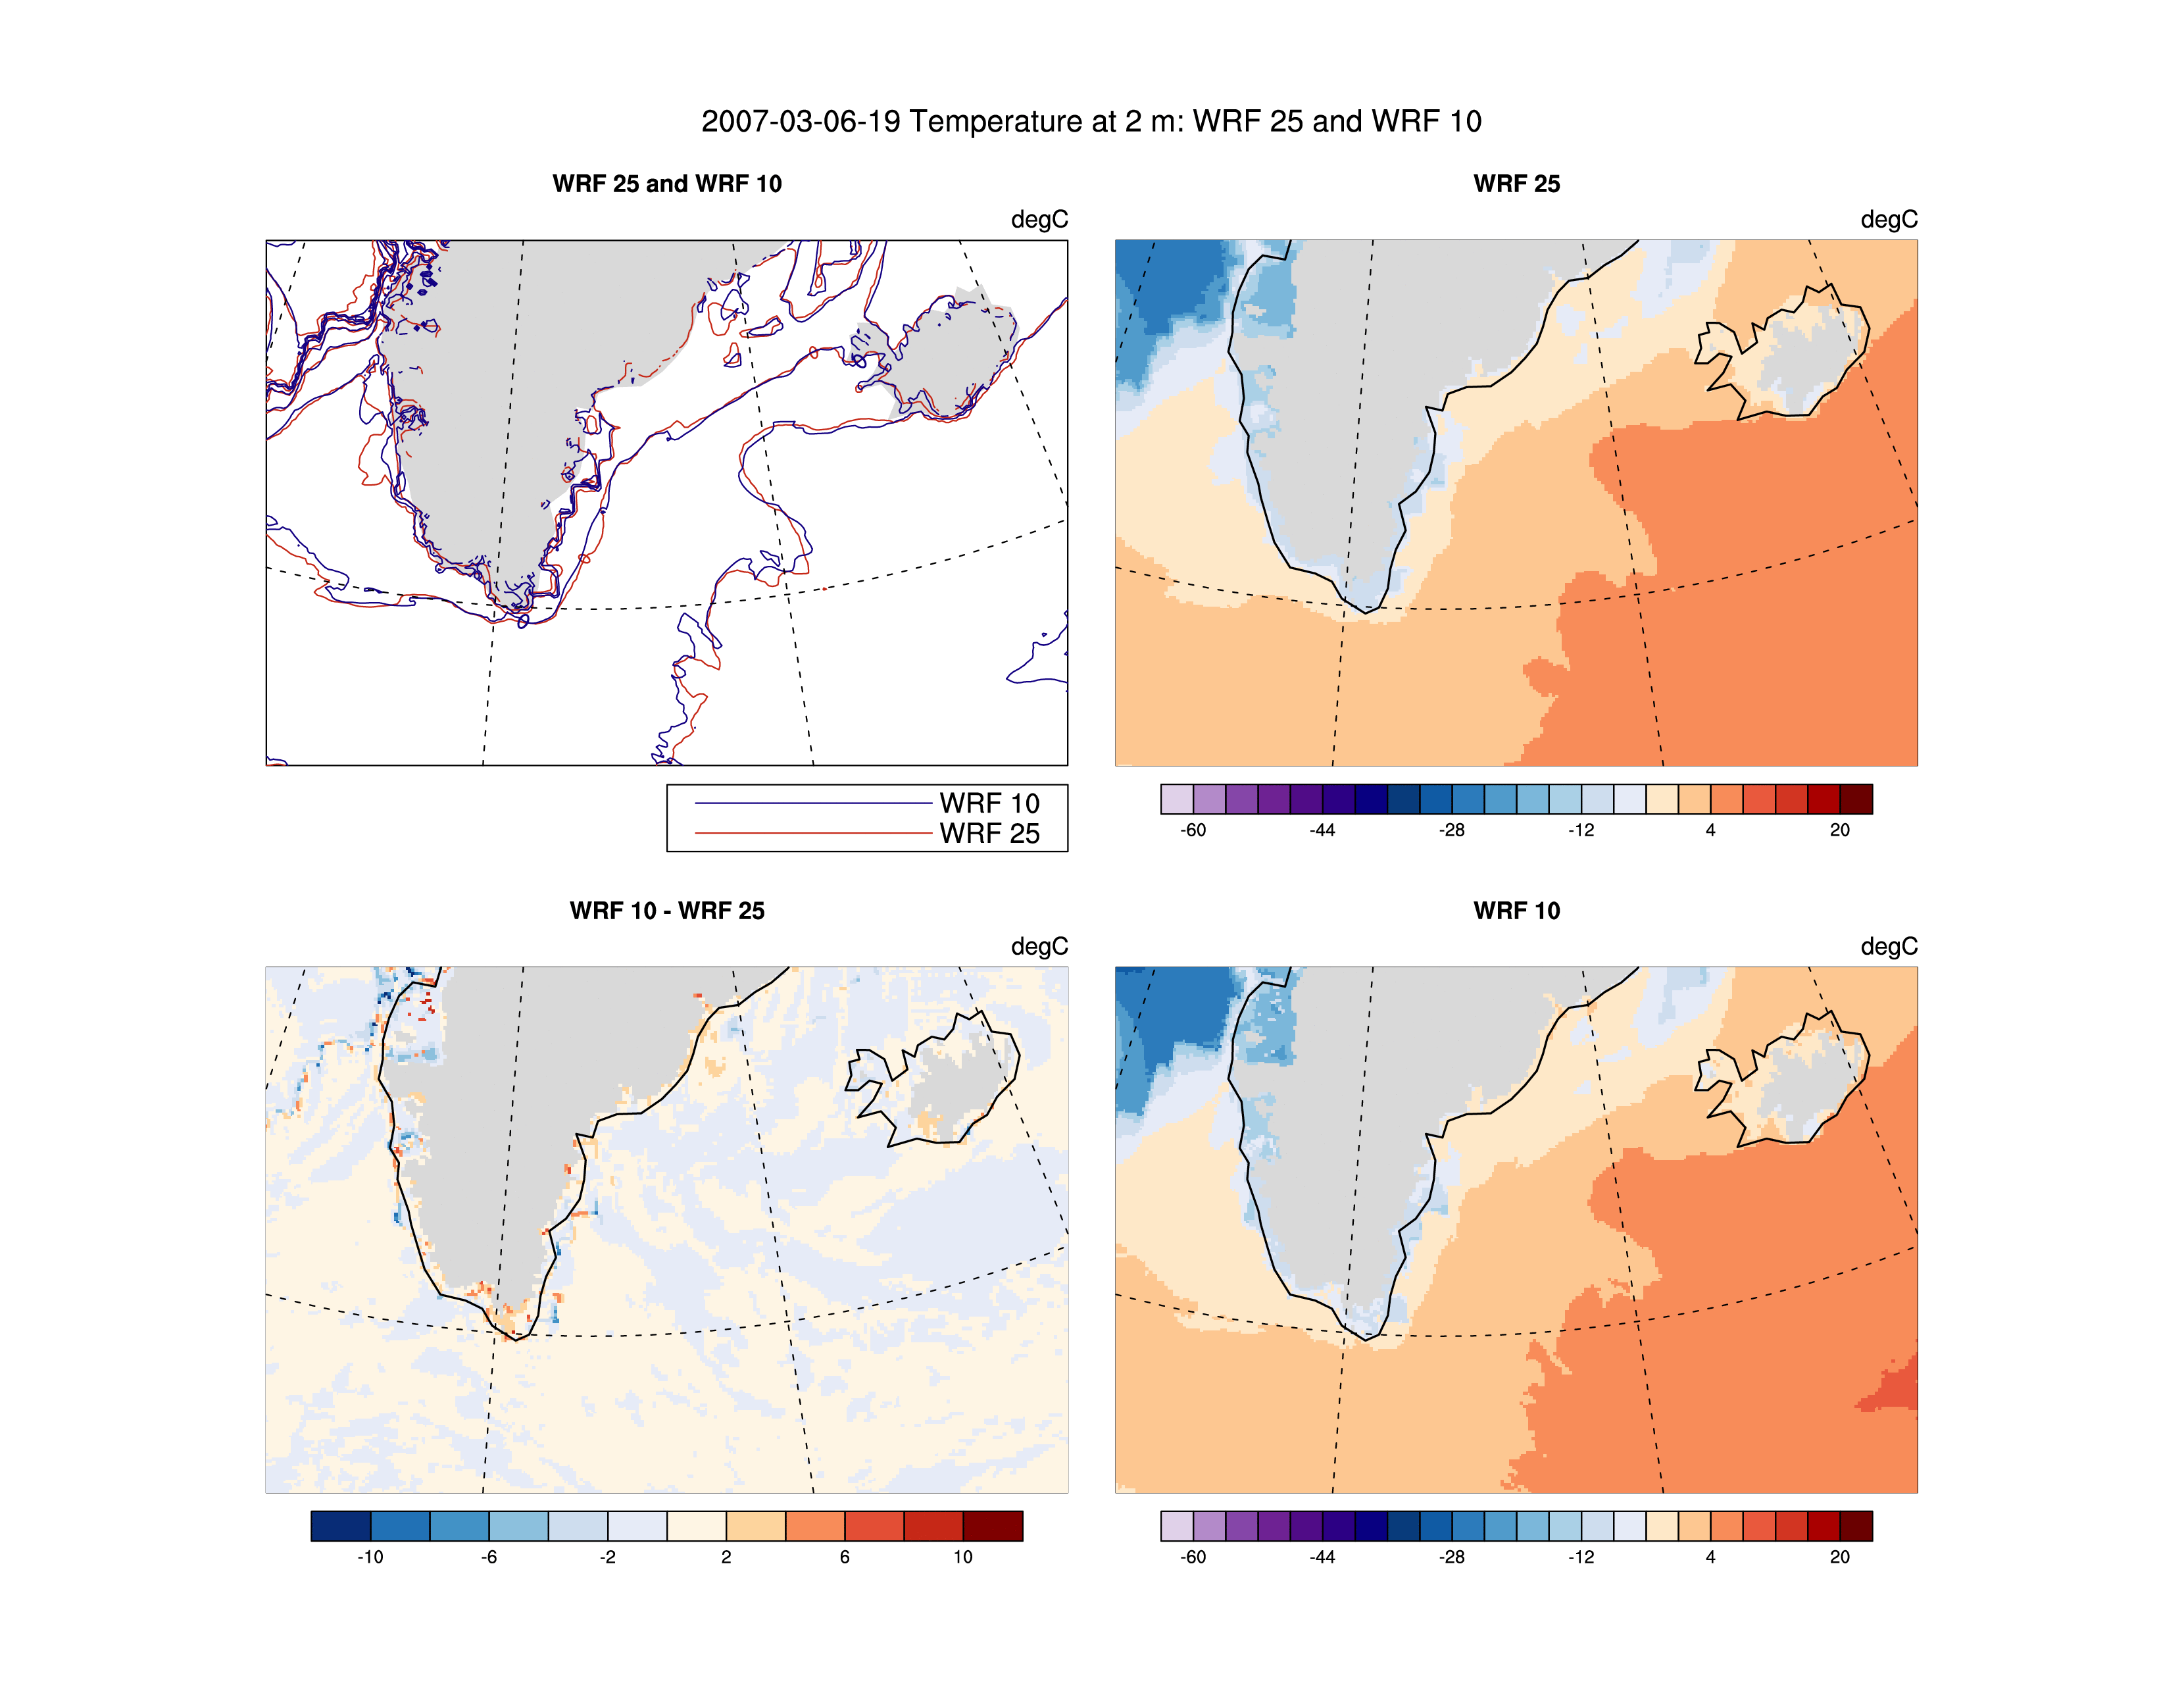 2007-03-06-19 Temperature at 2 m: WRF 25 and WRF 10
WRF 25 and WRF 10
degC
WRF 10
WRF 25
WRF 25
degC
-60 -44 -28 -12 4 20
WRF 10 - WRF 25
degC
-10 -6 -2 2 6 10
WRF 10
degC
-60 -44 -28 -12 4 20